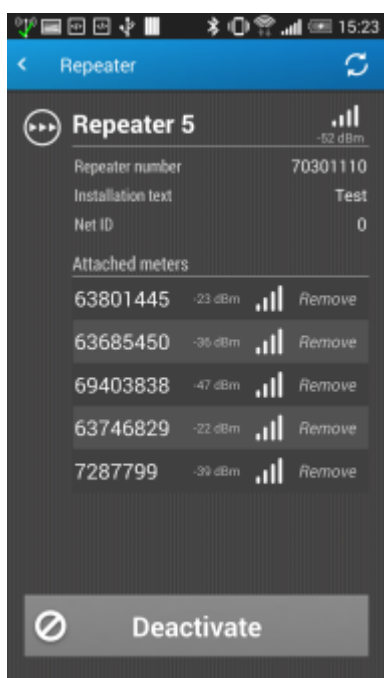 15:23
Repeater
Repeater 5
-52 dBm
Repeater number 70301110
Installation text Test
Net ID 0
Attached meters
63801445 -23 dBm Remove
63685450 -36 dBm Remove
69403838 -47 dBm Remove
63746829 -22 dBm Remove
7287799 -39 dBm Remove
Deactivate